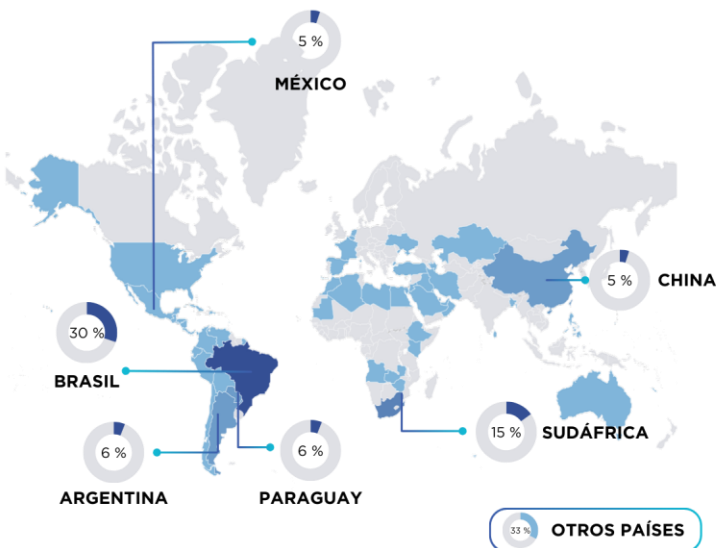 5 %
MÉXICO
5 %
CHINA
30 %
BRASIL
15 %
SUDÁFRICA
6 %
ARGENTINA
6 %
PARAGUAY
33 %
OTROS PAÍSES